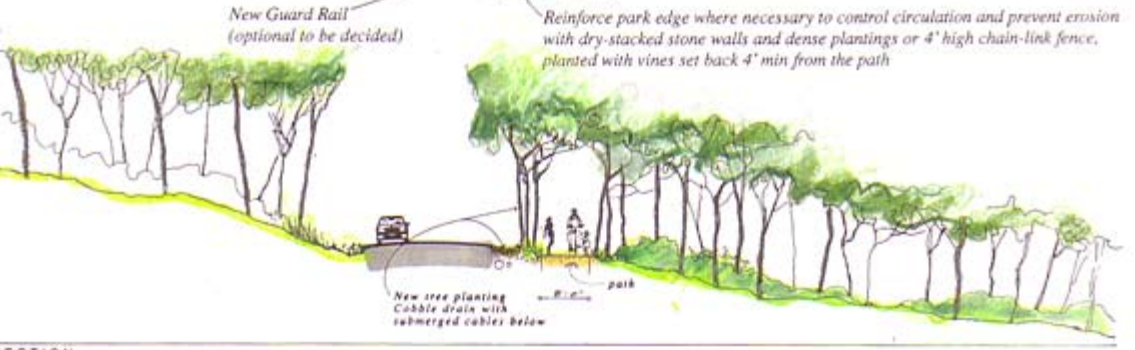 New Guard Rail
(optional to be decided)
Reinforce park edge where necessary to control circulation and prevent erosion
with dry-stacked stone walls and dense plantings or 4' high chain-link fence,
planted with vines set back 4' min from the path
New tree planting
Cobble drain with
submerged cables below
8'-0"
path